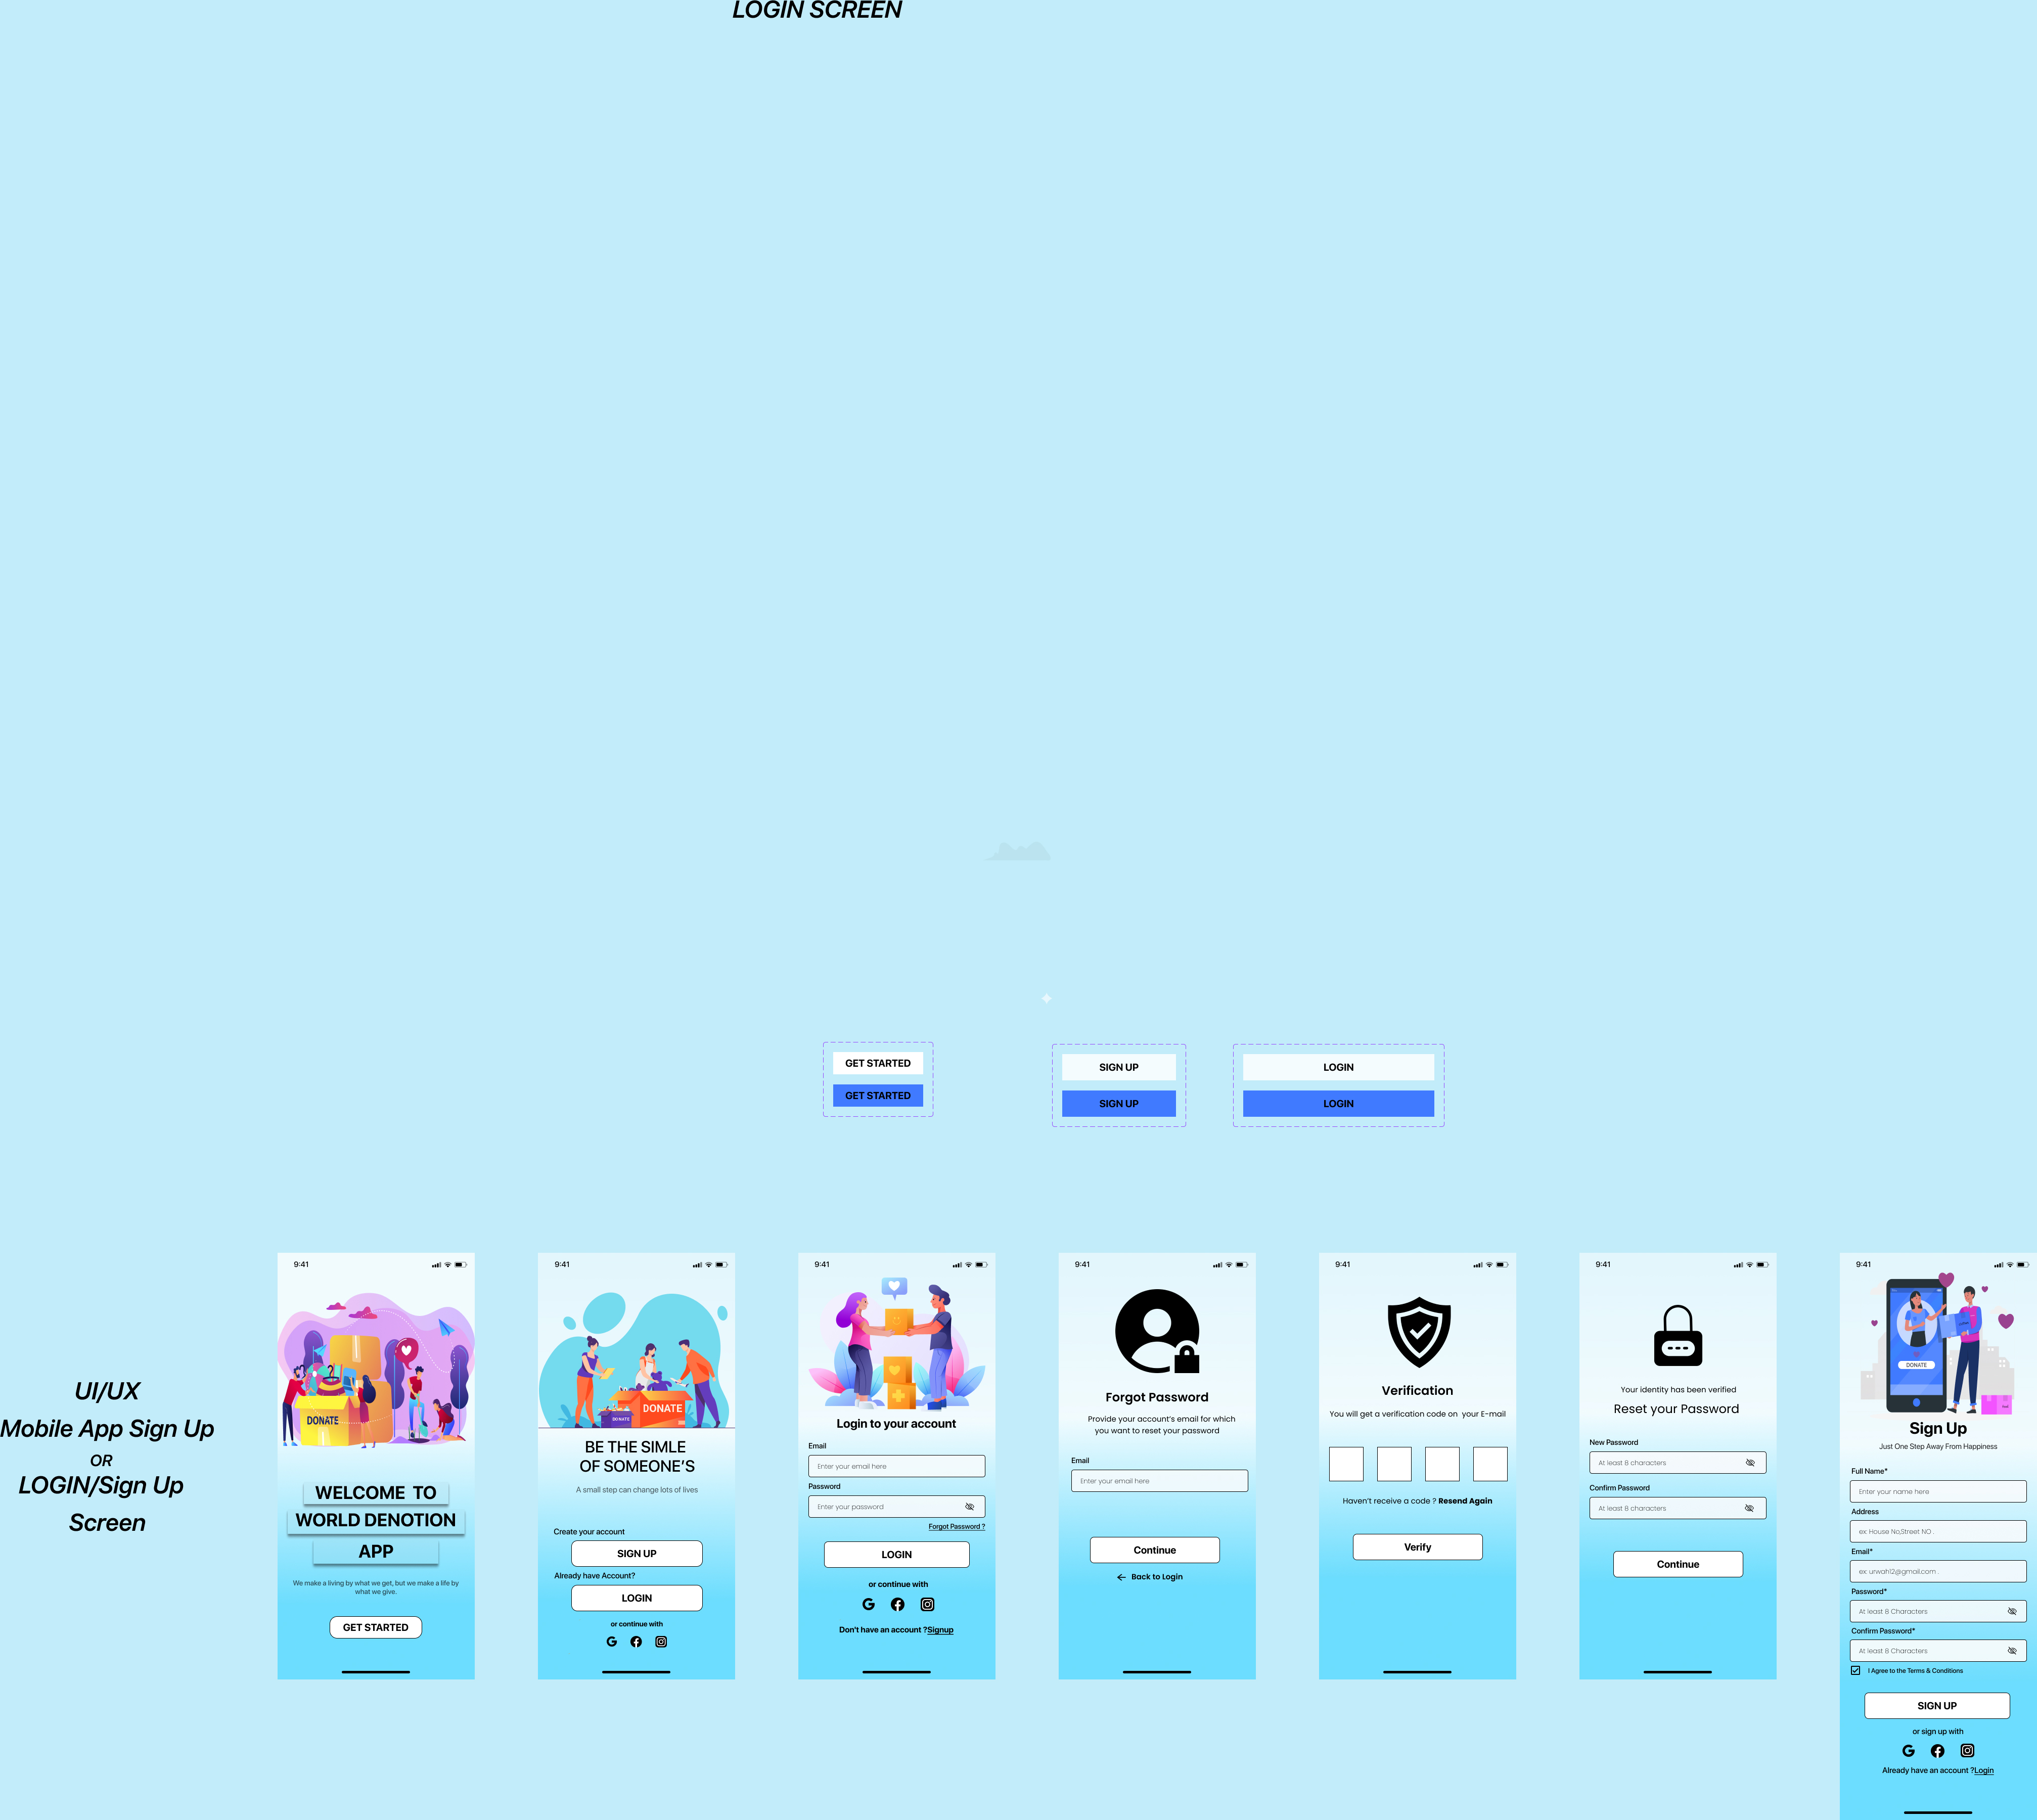 LOGIN SCREEN
GET STARTED
GET STARTED
SIGN UP
SIGN UP
LOGIN
LOGIN
UI/UX
Mobile App Sign Up
OR
LOGIN/Sign Up
Screen
9:41
DONATE
WELCOME TO
WORLD DENOTION
APP
We make a living by what we get, but we make a life by
what we give.
GET STARTED
9:41
DONATE
DONATE
BE THE SIMLE
OF SOMEONE'S
A small step can change lots of lives
Create your account
SIGN UP
Already have Account?
LOGIN
or continue with
9:41
Login to your account
Email
Enter your email here
Password
Enter your password
Forgot Password ?
LOGIN
or continue with
Don't have an account ?Signup
9:41
Forgot Password
Provide your account's email for which
you want to reset your password
Email
Enter your email here
Continue
Back to Login
9:41
Verification
You will get a verification code on your E-mail
Haven't receive a code ? Resend Again
Verify
9:41
Your identity has been verified
Reset your Password
New Password
At least 8 characters
Confirm Password
At least 8 characters
Continue
9:41
DONATE
Sign Up
Just One Step Away From Happiness
Full Name*
Enter your name here
Address
ex: House No,Street NO .
Email*
ex: urwah12@gmail.com .
Password*
At least 8 Characters
Confirm Password*
At least 8 Characters
I Agree to the Terms & Conditions
SIGN UP
or sign up with
Already have an account ?Login